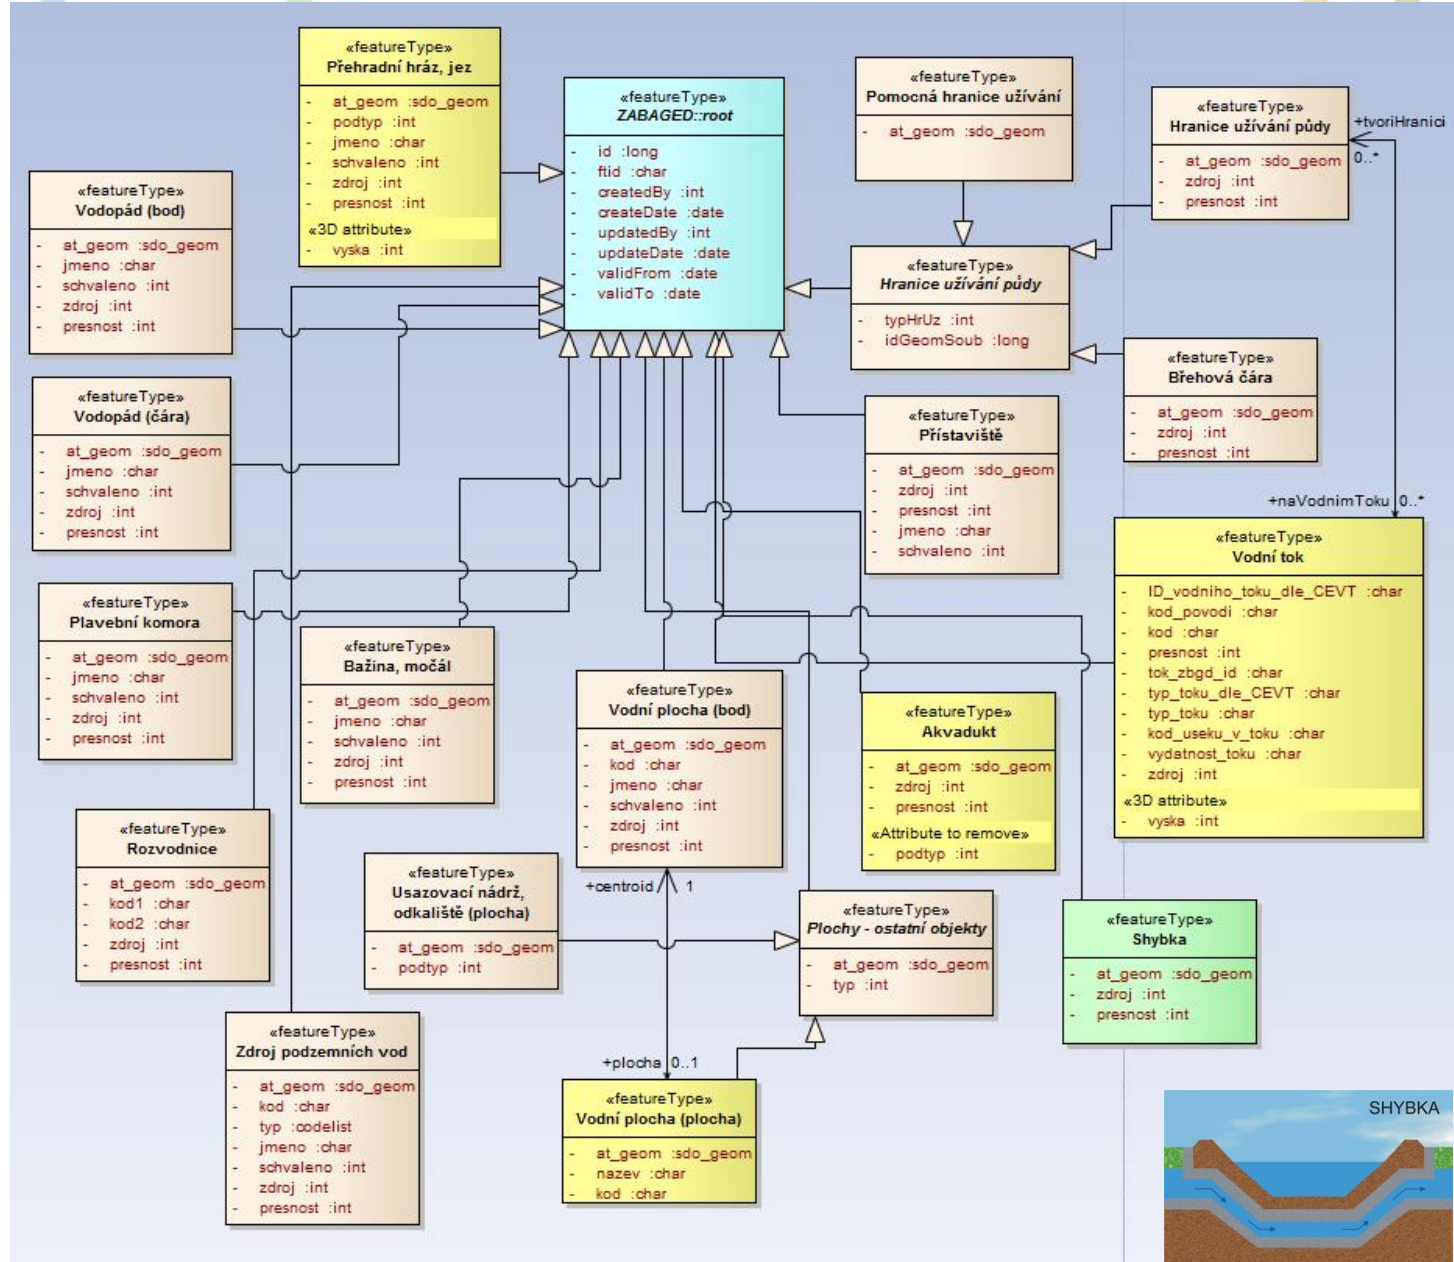 «featureType»
Přehradní hráz, jez
- at_geom :sdo_geom
- podtyp :int
- jmeno :char
- schvaleno :int
- zdroj :int
- presnost :int
«3D attribute»
- vyska :int
«featureType»
ZABAGED::root
- id :long
- ftid :char
- createdBy :int
- createDate :date
- updatedBy :int
- updateDate :date
- validFrom :date
- validTo :date
«featureType»
Pomocná hranice užívání
- at_geom :sdo_geom
«featureType»
Hranice užívání půdy
- at_geom :sdo_geom
- zdroj :int
- presnost :int
+tvoriHranici
0..*
«featureType»
Vodopád (bod)
- at_geom :sdo_geom
- jmeno :char
- schvaleno :int
- zdroj :int
- presnost :int
«featureType»
Hranice užívání půdy
- typHrUz :int
- idGeomSoub :long
«featureType»
Břehová čára
- at_geom :sdo_geom
- zdroj :int
- presnost :int
«featureType»
Vodopád (čára)
- at_geom :sdo_geom
- jmeno :char
- schvaleno :int
- zdroj :int
- presnost :int
«featureType»
Přístaviště
- at_geom :sdo_geom
- zdroj :int
- presnost :int
- jmeno :char
- schvaleno :int
+naVodnimToku 0..*
«featureType»
Vodní tok
- ID_vodniho_toku_dle_CEVT :char
- kod_povodi :char
- kod :char
- presnost :int
- tok_zbgd_id :char
- typ_toku_dle_CEVT :char
- typ_toku :char
- kod_useku_v_toku :char
- vydatnost_toku :char
- zdroj :int
«3D attribute»
- vyska :int
«featureType»
Plavební komora
- at_geom :sdo_geom
- jmeno :char
- schvaleno :int
- zdroj :int
- presnost :int
«featureType»
Bažina, močál
- at_geom :sdo_geom
- jmeno :char
- schvaleno :int
- zdroj :int
- presnost :int
«featureType»
Vodní plocha (bod)
- at_geom :sdo_geom
- kod :char
- jmeno :char
- schvaleno :int
- zdroj :int
- presnost :int
«featureType»
Akvadukt
- at_geom :sdo_geom
- zdroj :int
- presnost :int
«Attribute to remove»
- podtyp :int
«featureType»
Rozvodnice
- at_geom :sdo_geom
- kod1 :char
- kod2 :char
- zdroj :int
- presnost :int
«featureType»
Usazovací nádrž,
odkaliště (plocha)
- at_geom :sdo_geom
- podtyp :int
+centroid 1
«featureType»
Plochy - ostatní objekty
- at_geom :sdo_geom
- typ :int
«featureType»
Shybka
- at_geom :sdo_geom
- zdroj :int
- presnost :int
«featureType»
Zdroj podzemních vod
- at_geom :sdo_geom
- kod :char
- typ :codelist
- jmeno :char
- schvaleno :int
- zdroj :int
- presnost :int
+plocha 0..1
«featureType»
Vodní plocha (plocha)
- at_geom :sdo_geom
- nazev :char
- kod :char
SHYBKA